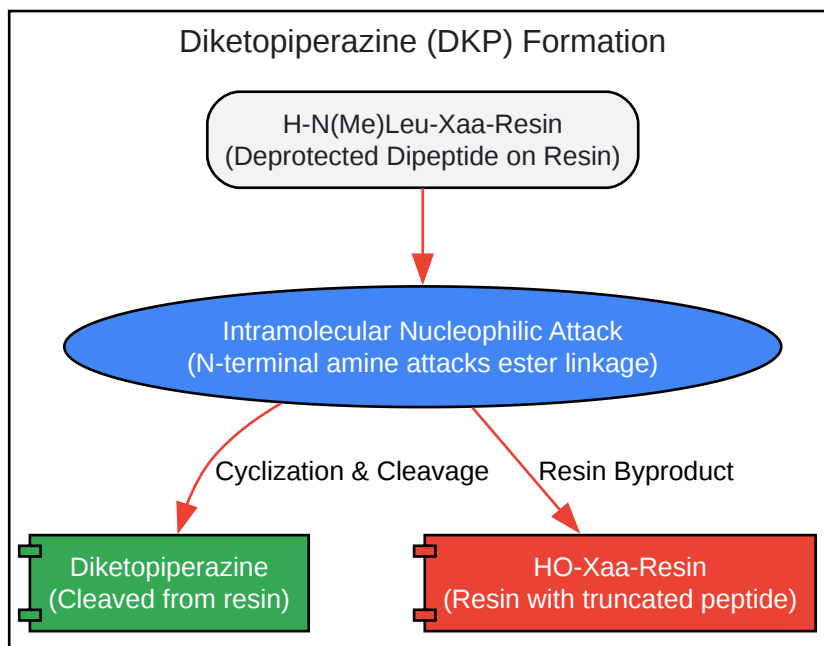 Diketopiperazine (DKP) Formation
H-N(Me)Leu-Xaa-Resin
(Deprotected Dipeptide on Resin)
Intramolecular Nucleophilic Attack
(N-terminal amine attacks ester linkage)
Cyclization & Cleavage
Resin Byproduct
Diketopiperazine
(Cleaved from resin)
HO-Xaa-Resin
(Resin with truncated peptide)